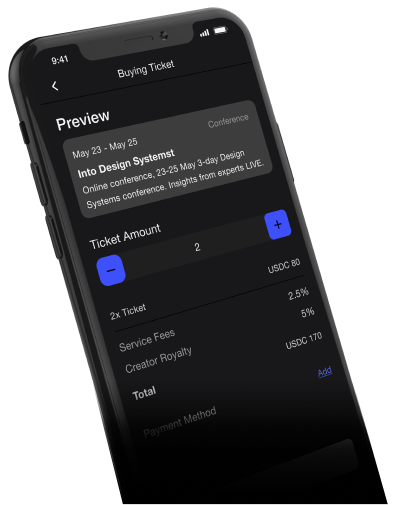 9:41
Buying Ticket
Preview
May 23 - May 25
Conference
Into Design Systemst
Online conference, 23-25 May 3-day Design
Systems conference. Insights from experts LIVE.
Ticket Amount
− 2 +
2x Ticket
USDC 80
Service Fees
2.5%
Creator Royalty
5%
Total
USDC 170
Payment Method
Add